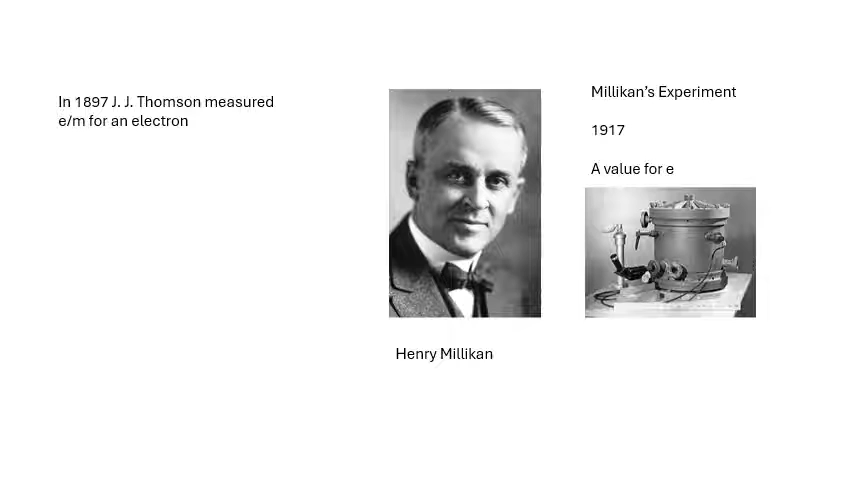 In 1897 J. J. Thomson measured
e/m for an electron
Millikan’s Experiment
1917
A value for e
Henry Millikan